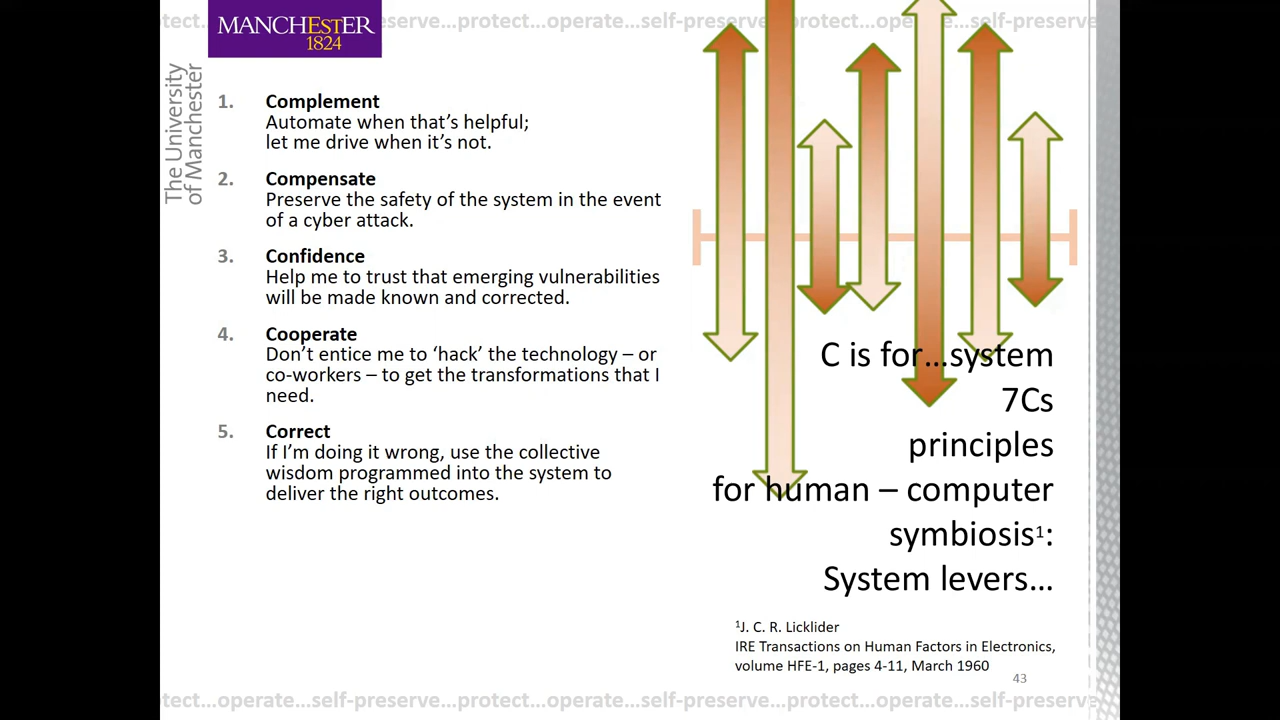 tect...operate...self-preserve...protect...operate...self-preserve...protect...operate...self-preserve
MANCHESTER
1824
The University
of Manchester
1. Complement
Automate when that’s helpful;
let me drive when it’s not.
2. Compensate
Preserve the safety of the system in the event
of a cyber attack.
3. Confidence
Help me to trust that emerging vulnerabilities
will be made known and corrected.
4. Cooperate
Don’t entice me to ‘hack’ the technology – or
co-workers – to get the transformations that I
need.
5. Correct
If I’m doing it wrong, use the collective
wisdom programmed into the system to
deliver the right outcomes.
C is for...system
7Cs
principles
for human – computer
symbiosis¹:
System levers...
¹J. C. R. Licklider
IRE Transactions on Human Factors in Electronics,
volume HFE-1, pages 4-11, March 1960
43
tect...operate...self-preserve...protect...operate...self-preserve...protect...operate...self-preserve